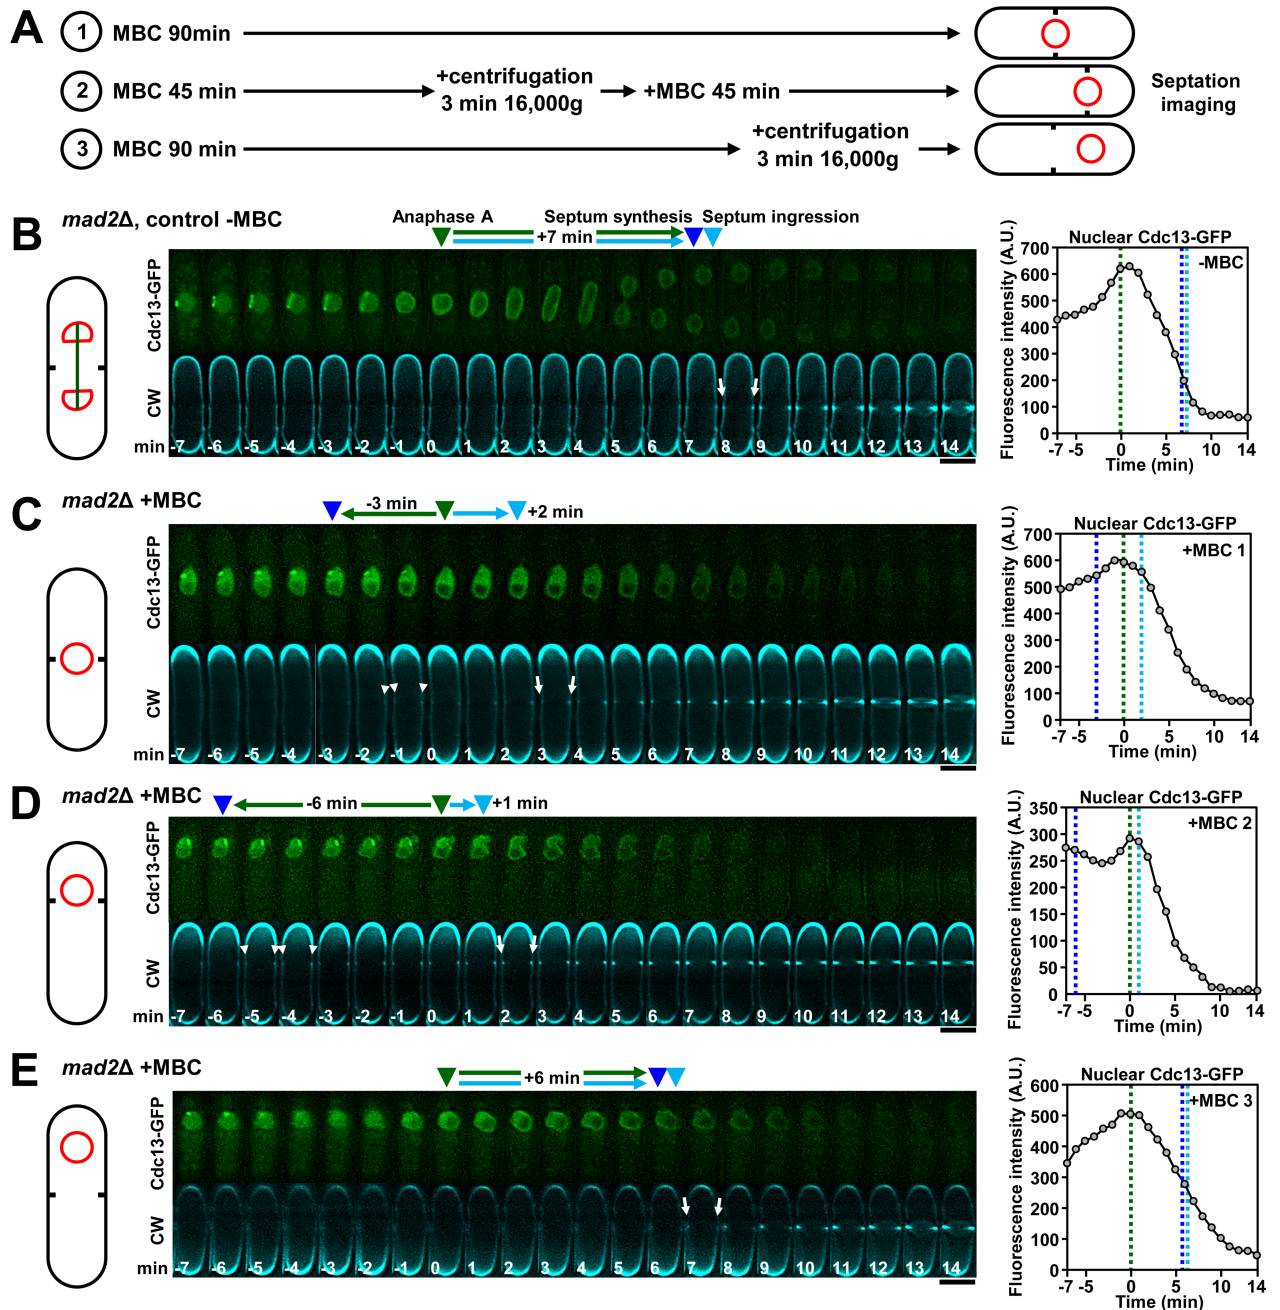 A
1 MBC 90min
2 MBC 45 min
+centrifugation
3 min 16,000g
+MBC 45 min
3 MBC 90 min
+centrifugation
3 min 16,000g
Septation
imaging
B
mad2Δ, control -MBC
Anaphase A
Septum synthesis
Septum ingression
+7 min
Cdc13-GFP
CW
min -7 -6 -5 -4 -3 -2 -1 0 1 2 3 4 5 6 7 8 9 10 11 12 13 14
Nuclear Cdc13-GFP
-MBC
Fluorescence intensity (A.U.)
700
600
500
400
300
200
100
0
-7 -5 0 5 10 14
Time (min)
C
mad2Δ +MBC
-3 min
+2 min
Cdc13-GFP
CW
min -7 -6 -5 -4 -3 -2 -1 0 1 2 3 4 5 6 7 8 9 10 11 12 13 14
Nuclear Cdc13-GFP
+MBC 1
Fluorescence intensity (A.U.)
700
600
500
400
300
200
100
0
-7 -5 0 5 10 14
Time (min)
D
mad2Δ +MBC
-6 min
+1 min
Cdc13-GFP
CW
min -7 -6 -5 -4 -3 -2 -1 0 1 2 3 4 5 6 7 8 9 10 11 12 13 14
Nuclear Cdc13-GFP
+MBC 2
Fluorescence intensity (A.U.)
350
300
250
200
150
100
50
0
-7 -5 0 5 10 14
Time (min)
E
mad2Δ +MBC
+6 min
Cdc13-GFP
CW
min -7 -6 -5 -4 -3 -2 -1 0 1 2 3 4 5 6 7 8 9 10 11 12 13 14
Nuclear Cdc13-GFP
+MBC 3
Fluorescence intensity (A.U.)
600
500
400
300
200
100
0
-7 -5 0 5 10 14
Time (min)